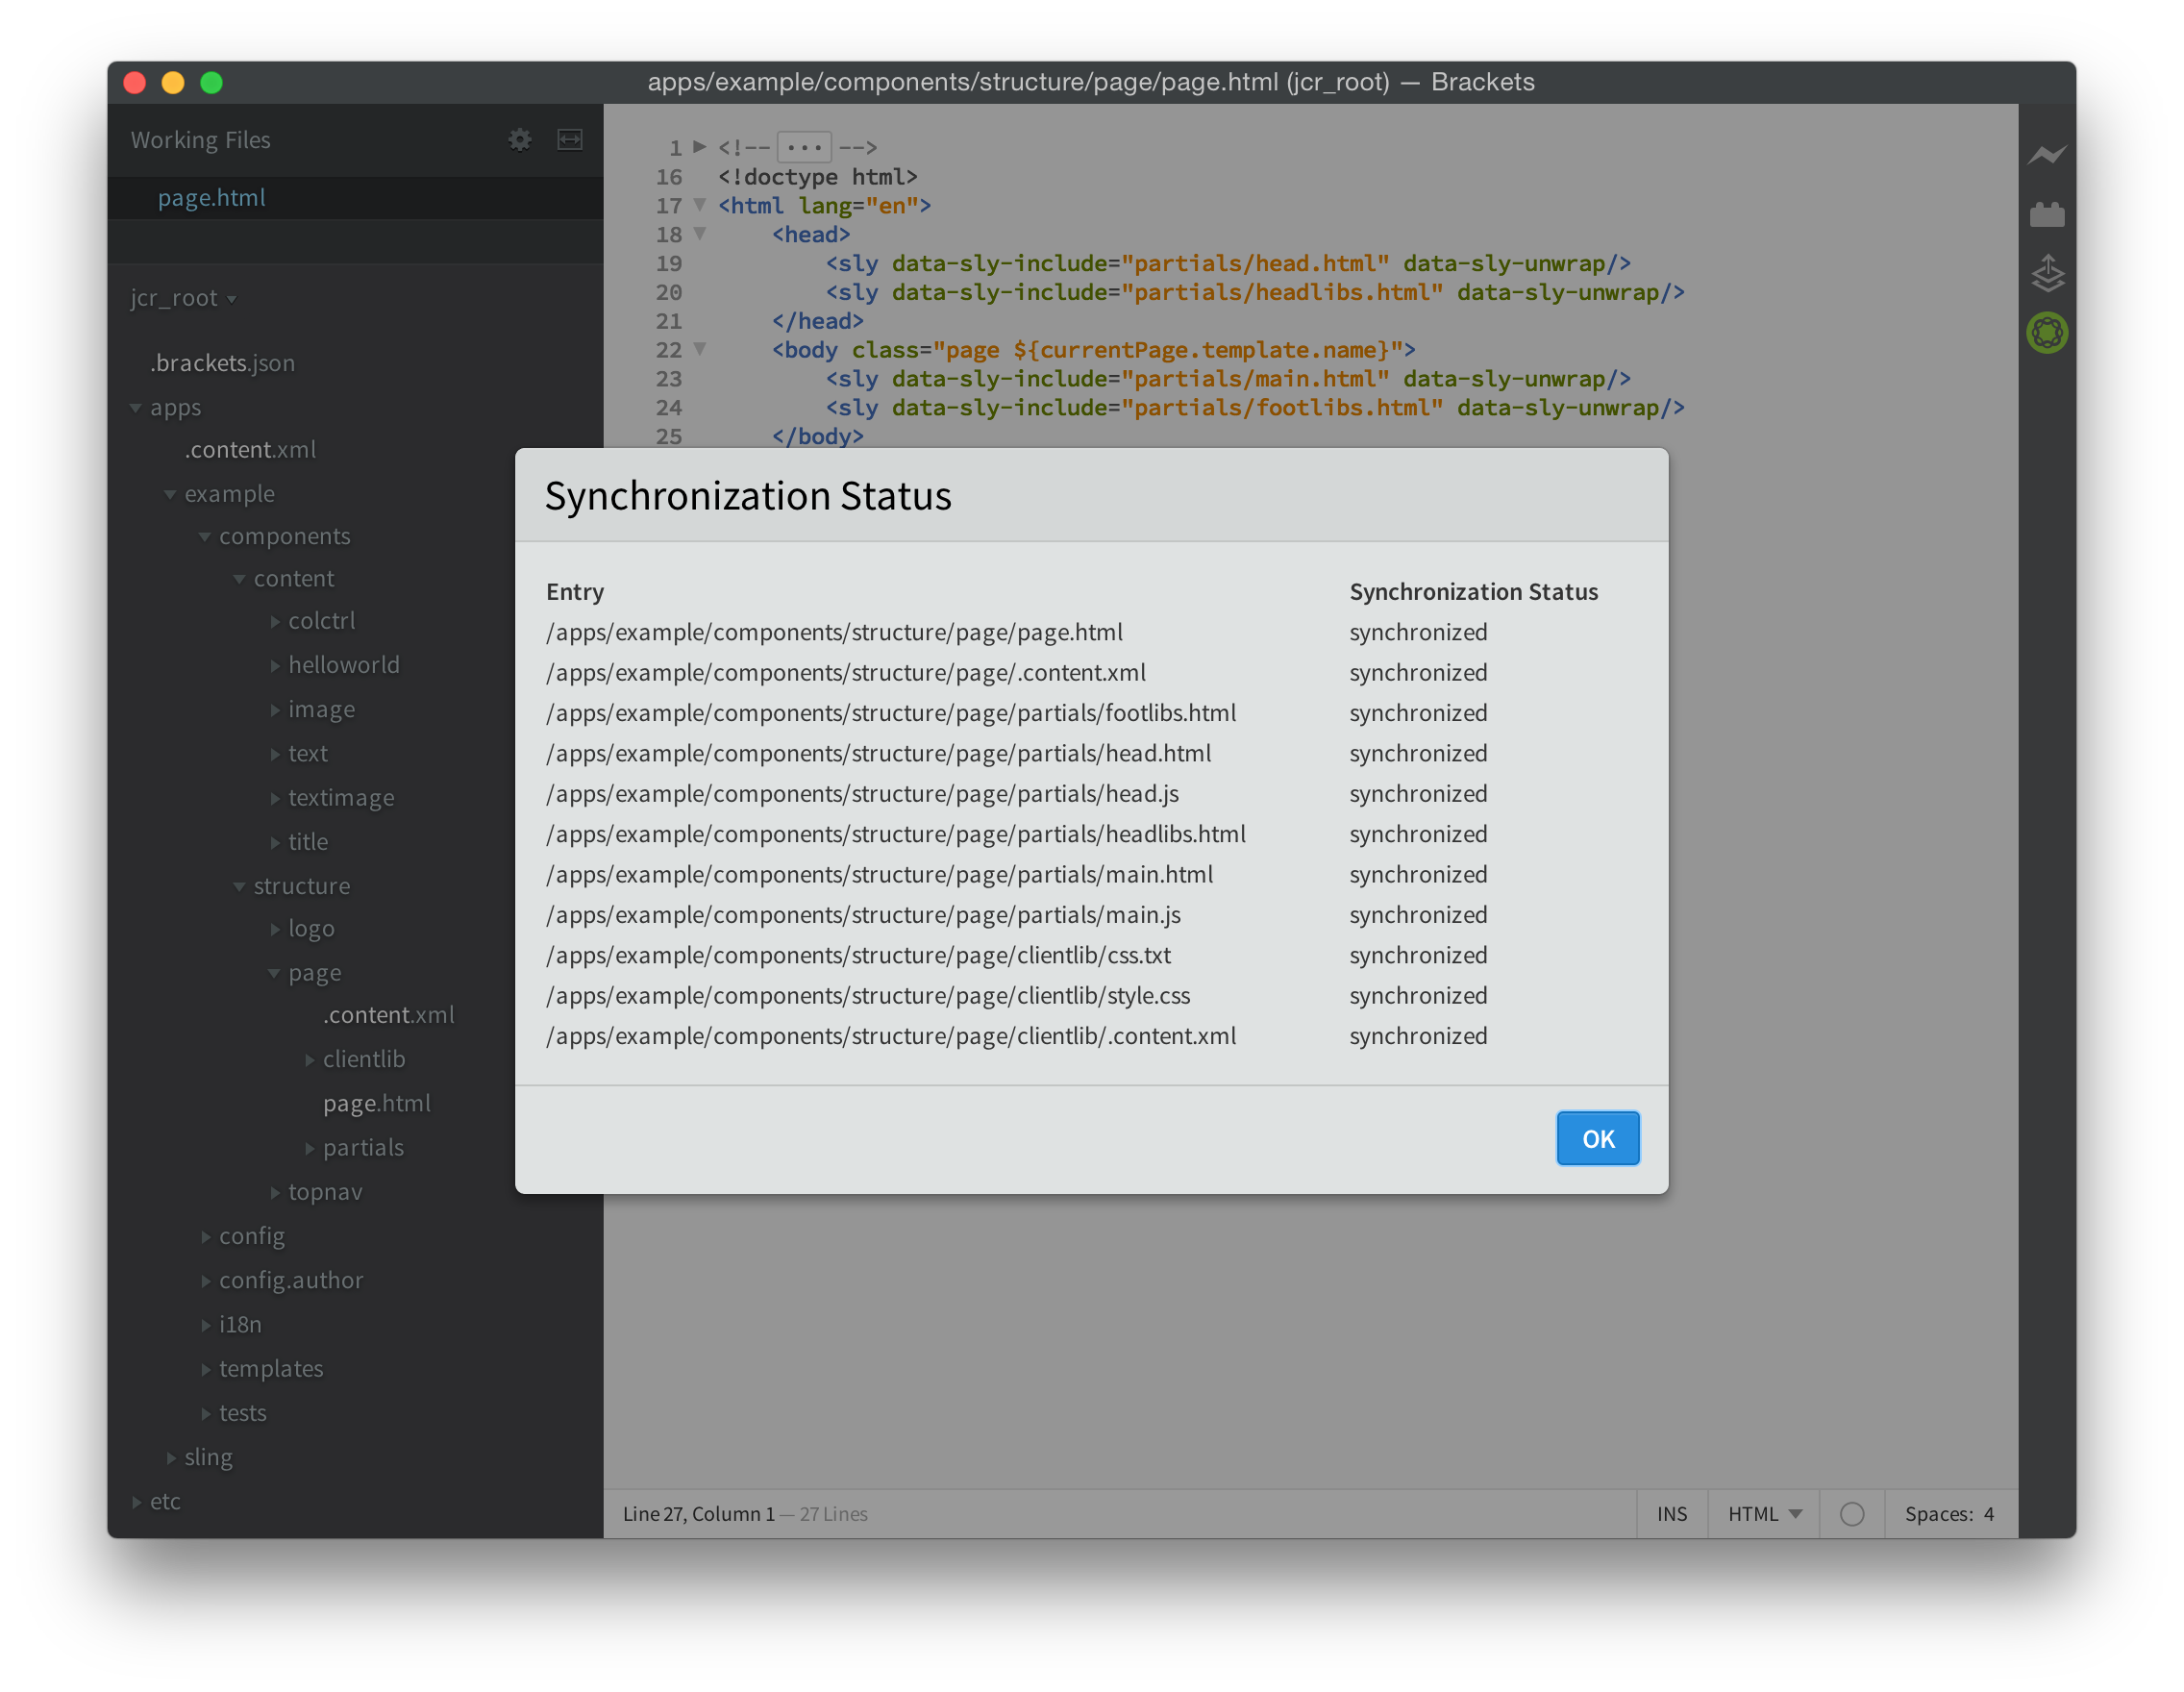 apps/example/components/structure/page/page.html (jcr_root) — Brackets
Working Files
page.html
jcr_root
.brackets.json
apps
.content.xml
example
components
content
colctrl
helloworld
image
text
textimage
title
structure
logo
page
.content.xml
clientlib
page.html
partials
topnav
config
config.author
i18n
templates
tests
sling
etc
1 <!-- ... -->
16 <!doctype html>
17 <html lang="en">
18 <head>
19 <sly data-sly-include="partials/head.html" data-sly-unwrap/>
20 <sly data-sly-include="partials/headlibs.html" data-sly-unwrap/>
21 </head>
22 <body class="page ${currentPage.template.name}">
23 <sly data-sly-include="partials/main.html" data-sly-unwrap/>
24 <sly data-sly-include="partials/footlibs.html" data-sly-unwrap/>
25 </body>
Synchronization Status
Entry Synchronization Status
/apps/example/components/structure/page/page.html synchronized
/apps/example/components/structure/page/.content.xml synchronized
/apps/example/components/structure/page/partials/footlibs.html synchronized
/apps/example/components/structure/page/partials/head.html synchronized
/apps/example/components/structure/page/partials/head.js synchronized
/apps/example/components/structure/page/partials/headlibs.html synchronized
/apps/example/components/structure/page/partials/main.html synchronized
/apps/example/components/structure/page/partials/main.js synchronized
/apps/example/components/structure/page/clientlib/css.txt synchronized
/apps/example/components/structure/page/clientlib/style.css synchronized
/apps/example/components/structure/page/clientlib/.content.xml synchronized
OK
Line 27, Column 1 — 27 Lines INS HTML Spaces: 4